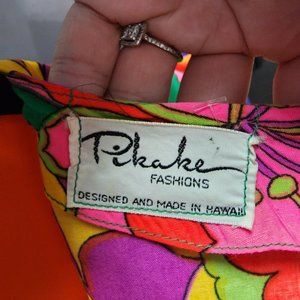 Pikake
FASHIONS
DESIGNED AND MADE IN HAWAII